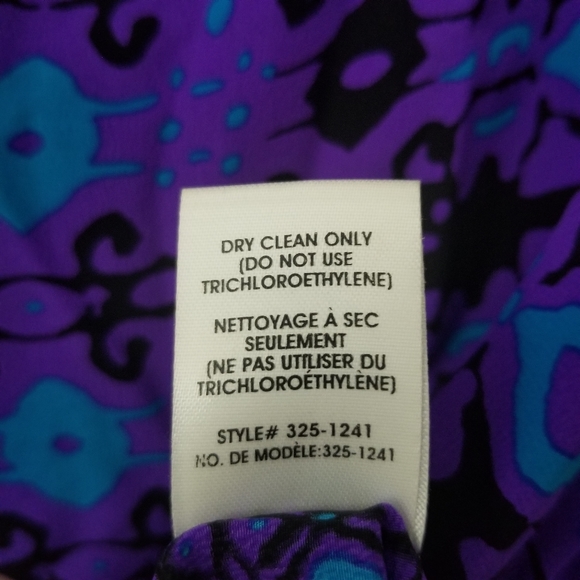 DRY CLEAN ONLY
(DO NOT USE
TRICHLOROETHYLENE)
NETTOYAGE À SEC
SEULEMENT
(NE PAS UTILISER DU
TRICHLOROÉTHYLÈNE)
STYLE# 325-1241
NO. DE MODÈLE:325-1241